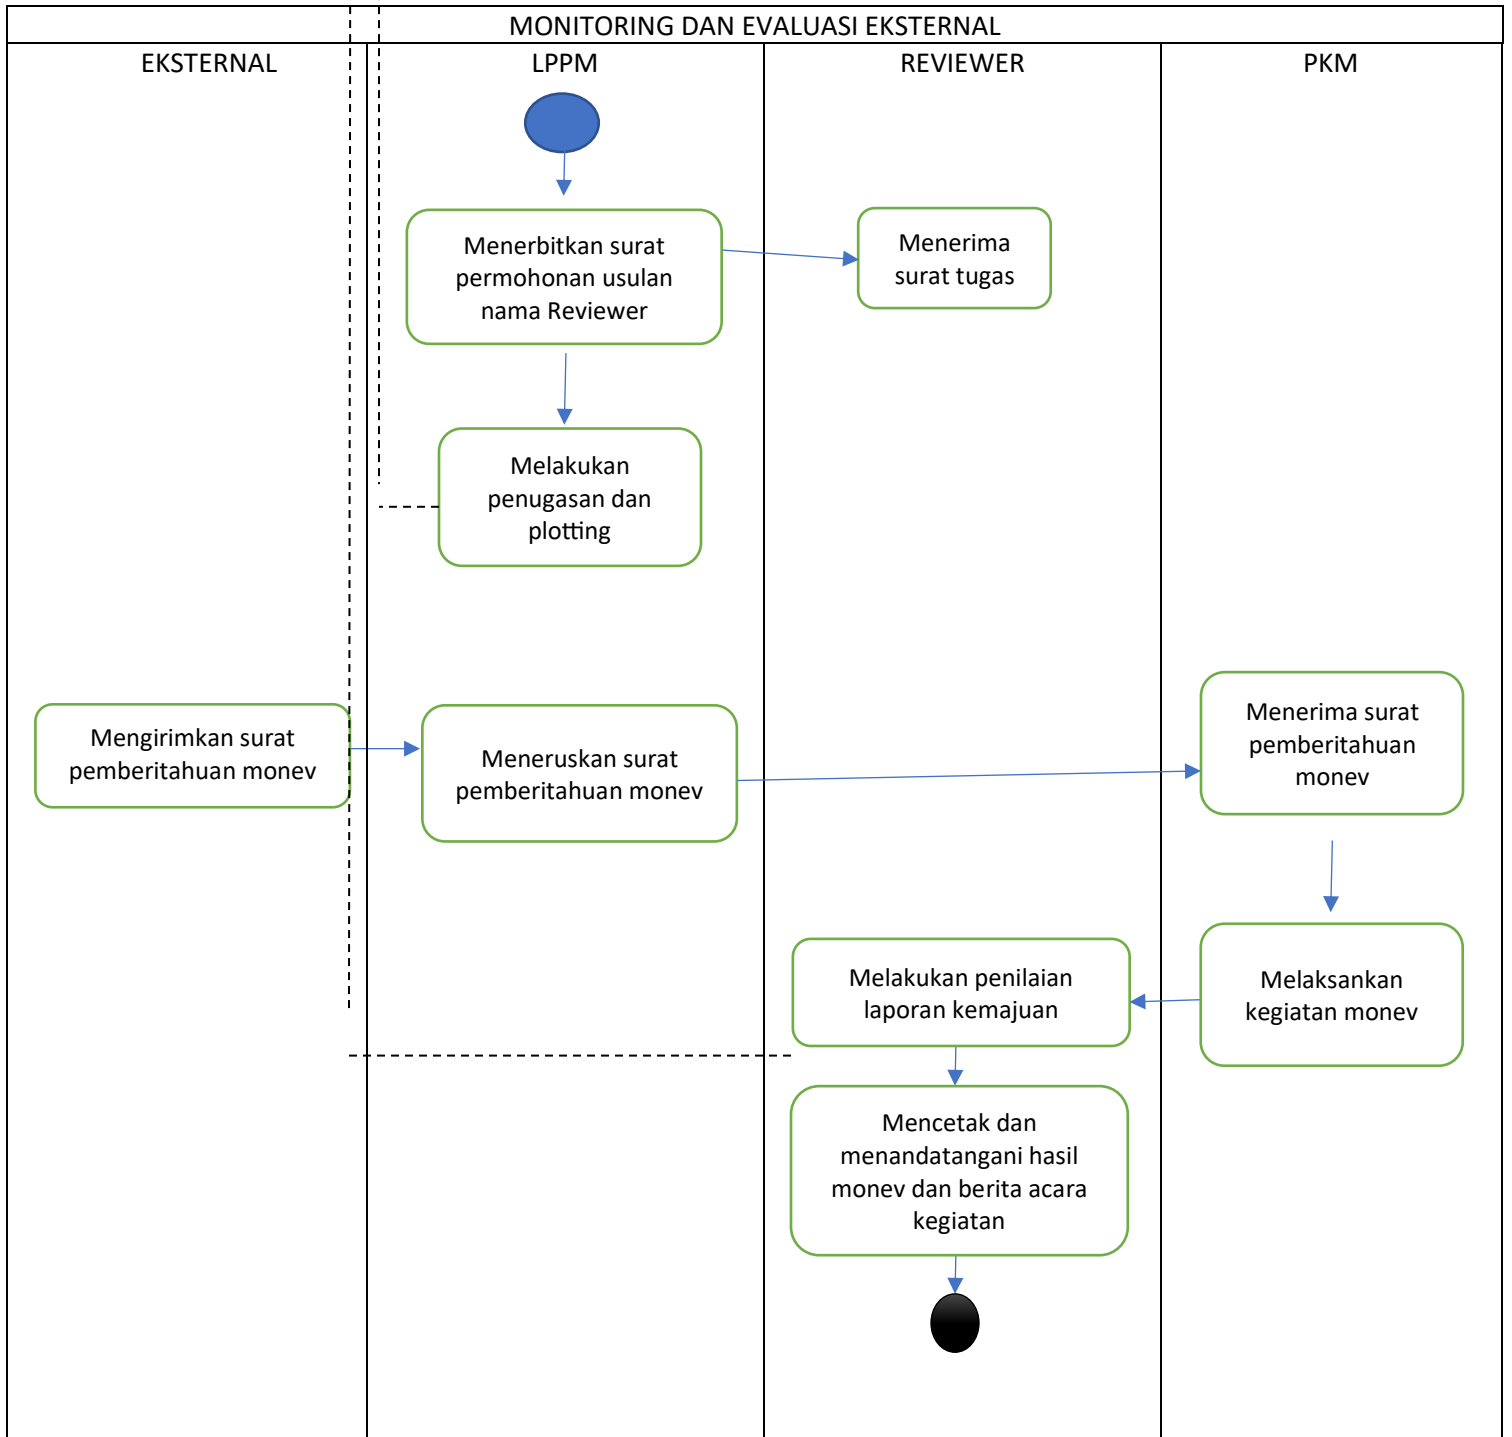 MONITORING DAN EVALUASI EKSTERNAL
EKSTERNAL
LPPM
REVIEWER
PKM
Menerbitkan surat
permohonan usulan
nama Reviewer
Menerima
surat tugas
Melakukan
penugasan dan
plotting
Mengirimkan surat
pemberitahuan monev
Meneruskan surat
pemberitahuan monev
Menerima surat
pemberitahuan
monev
Melakukan penilaian
laporan kemajuan
Melaksankan
kegiatan monev
Mencetak dan
menandatangani hasil
monev dan berita acara
kegiatan